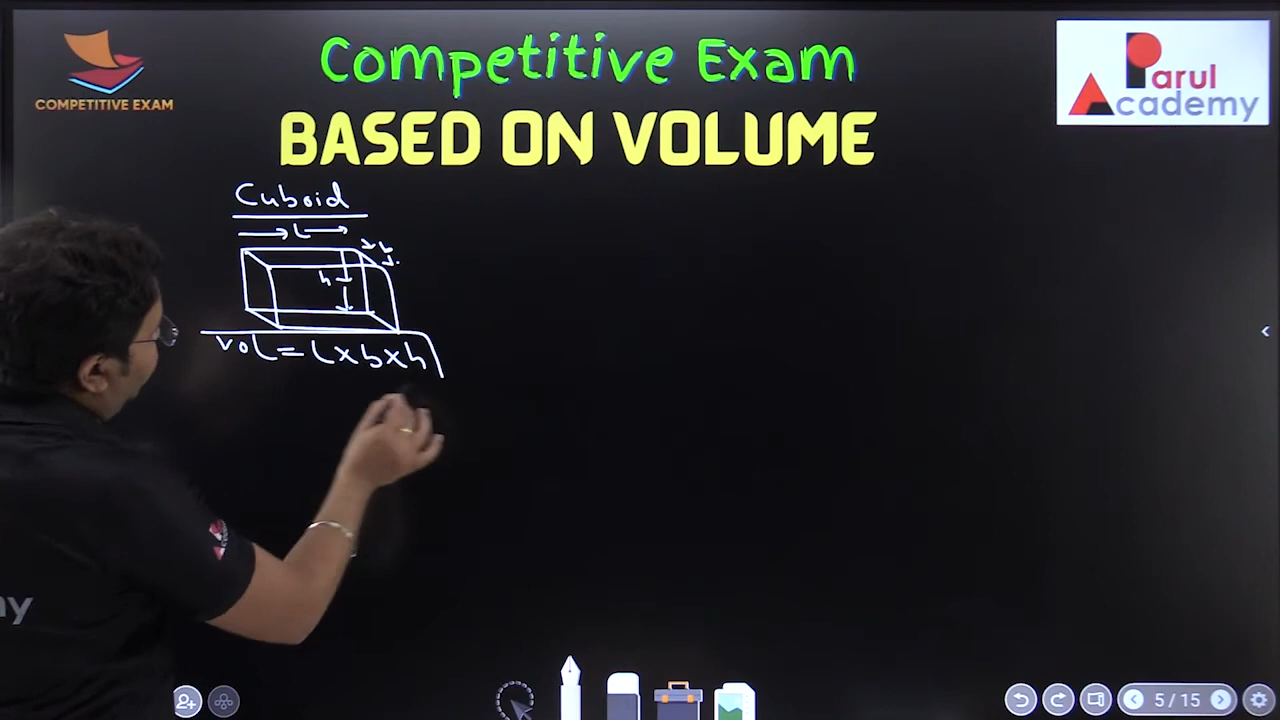 COMPETITIVE EXAM
Competitive Exam
BASED ON VOLUME
Parul
Academy
Cuboid
L
b
h
Vol = L x b x h
5 / 15